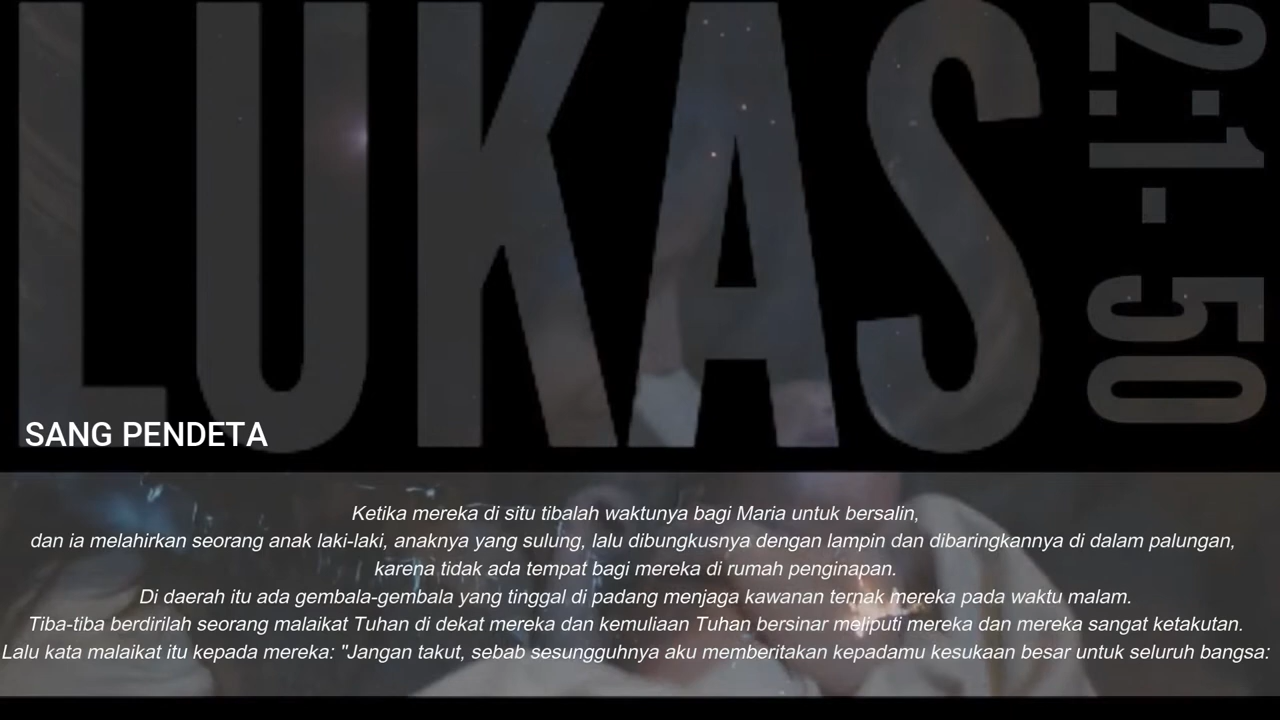 LUKAS
2:1- 50
SANG PENDETA
Ketika mereka di situ tibalah waktunya bagi Maria untuk bersalin,
dan ia melahirkan seorang anak laki-laki, anaknya yang sulung, lalu dibungkusnya dengan lampin dan dibaringkannya di dalam palungan,
karena tidak ada tempat bagi mereka di rumah penginapan.
Di daerah itu ada gembala-gembala yang tinggal di padang menjaga kawanan ternak mereka pada waktu malam.
Tiba-tiba berdirilah seorang malaikat Tuhan di dekat mereka dan kemuliaan Tuhan bersinar meliputi mereka dan mereka sangat ketakutan.
Lalu kata malaikat itu kepada mereka: "Jangan takut, sebab sesungguhnya aku memberitakan kepadamu kesukaan besar untuk seluruh bangsa: